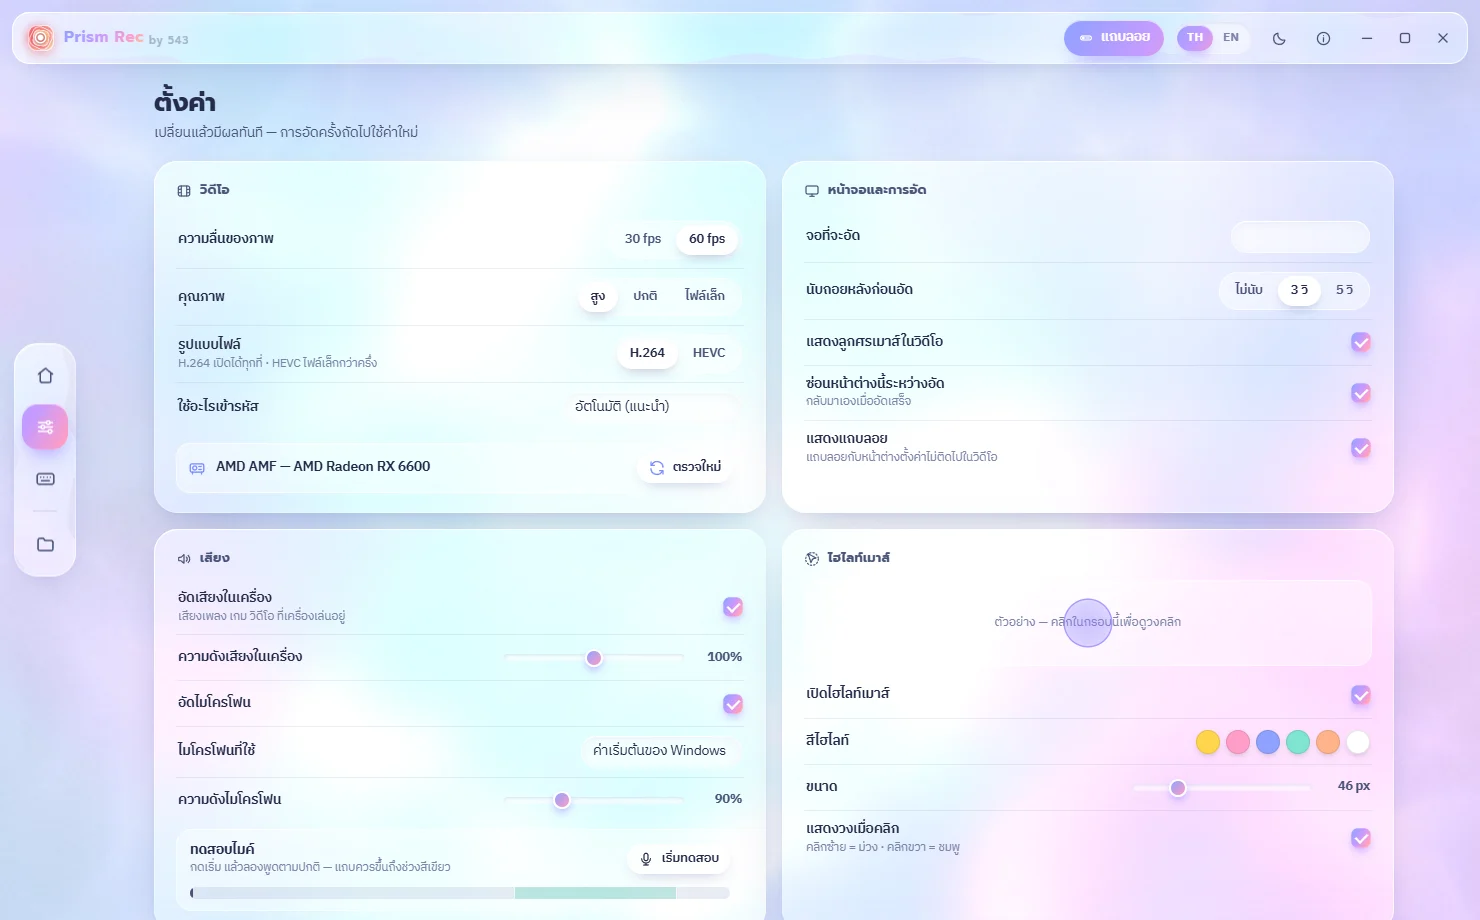 Prism Rec by 543
แถบลอย
TH EN
ตั้งค่า
เปลี่ยนแล้วมีผลทันที — การอัดครั้งถัดไปใช้ค่าใหม่
วิดีโอ
ความลื่นของภาพ
30 fps 60 fps
คุณภาพ
สูง ปกติ ไฟล์เล็ก
รูปแบบไฟล์
H.264 เปิดได้ทุกที่ · HEVC ไฟล์เล็กกว่าครึ่ง
H.264 HEVC
ใช้อะไรเข้ารหัส
อัตโนมัติ (แนะนำ)
AMD AMF — AMD Radeon RX 6600
ตรวจใหม่
หน้าจอและการอัด
จอที่จะอัด
นับถอยหลังก่อนอัด
ไม่นับ 3 วิ 5 วิ
แสดงลูกศรเมาส์ในวิดีโอ
ซ่อนหน้าต่างนี้ระหว่างอัด
กลับมาเองเมื่ออัดเสร็จ
แสดงแถบลอย
แถบลอยกับหน้าต่างตั้งค่าไม่ติดไปในวิดีโอ
เสียง
อัดเสียงในเครื่อง
เสียงเพลง เกม วิดีโอ ที่เครื่องเล่นอยู่
ความดังเสียงในเครื่อง
100%
อัดไมโครโฟน
ไมโครโฟนที่ใช้
ค่าเริ่มต้นของ Windows
ความดังไมโครโฟน
90%
ทดสอบไมค์
กดเริ่ม แล้วลองพูดตามปกติ — แถบควรขึ้นถึงช่วงสีเขียว
เริ่มทดสอบ
ไฮไลท์เมาส์
ตัวอย่าง — คลิกในกรอบนี้เพื่อดูวงคลิก
เปิดไฮไลท์เมาส์
สีไฮไลท์
ขนาด
46 px
แสดงวงเมื่อคลิก
คลิกซ้าย = ม่วง · คลิกขวา = ชมพู